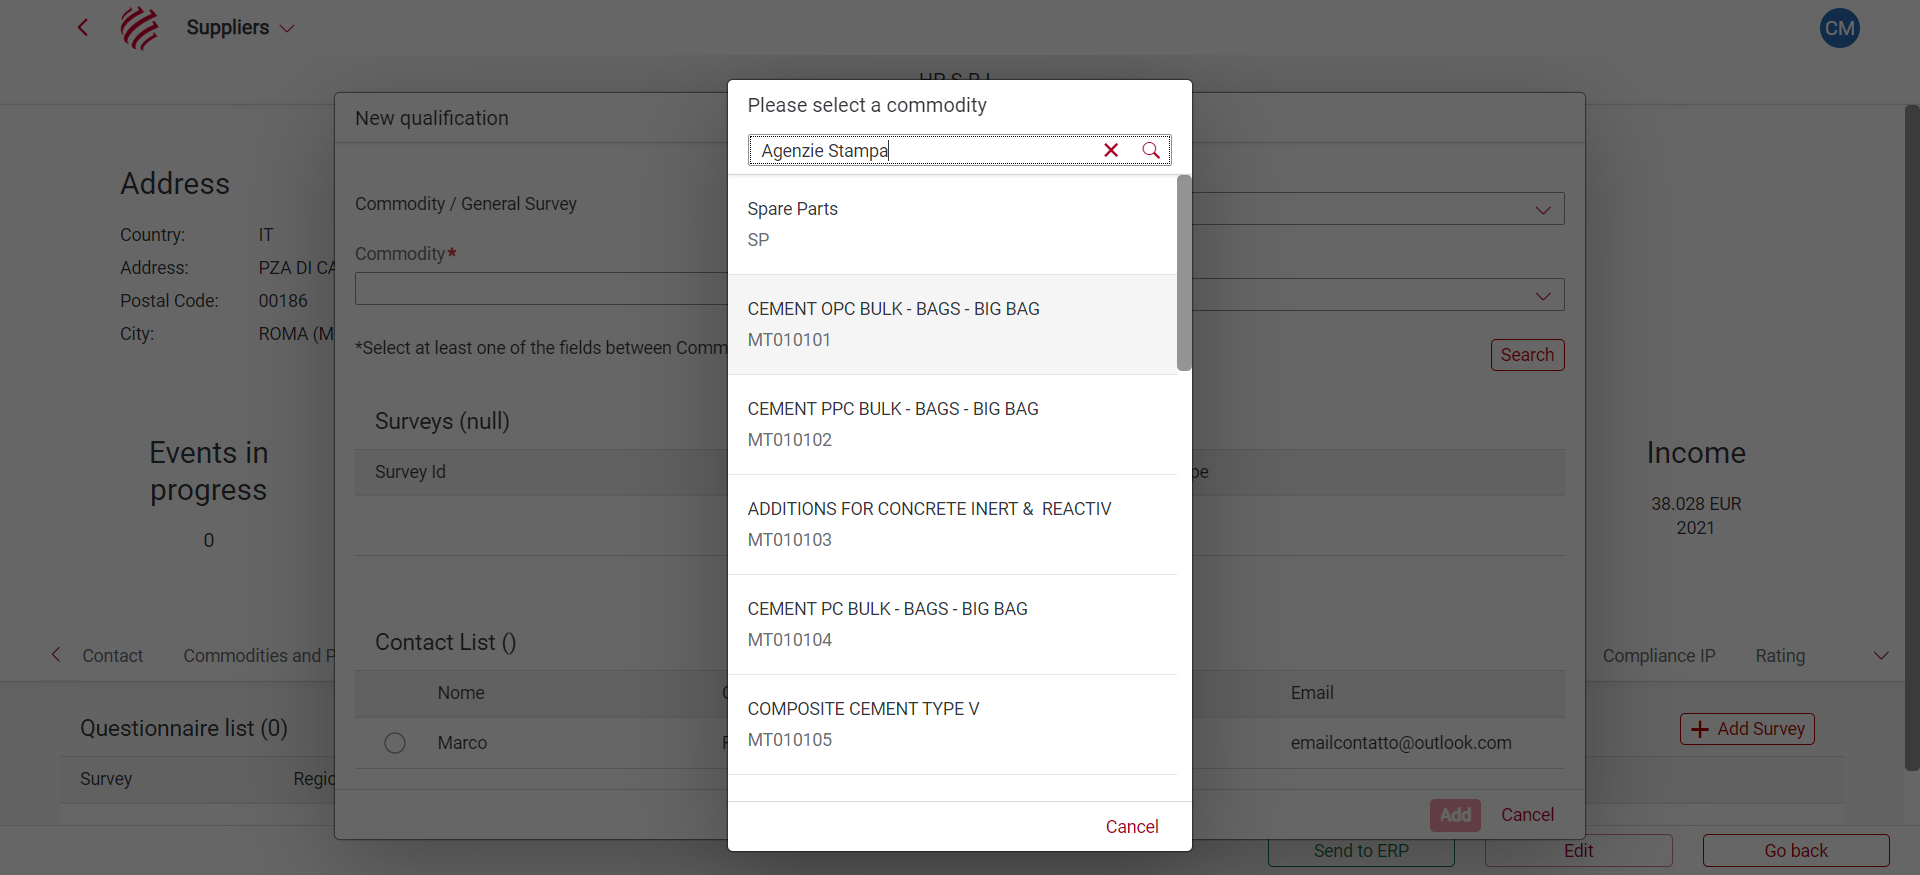 Suppliers
CM
New qualification
Address
Country:
IT
Address:
PZA DI CA
Postal Code:
00186
City:
ROMA (M
Commodity / General Survey
Commodity*
*Select at least one of the fields between Comm
Search
Surveys (null)
Survey Id
Events in
progress
0
Income
38.028 EUR
2021
Contact List ()
Contact
Commodities and P
Compliance IP
Rating
Nome
Email
Marco
emailcontatto@outlook.com
Questionnaire list (0)
Add Survey
Survey
Regio
Add
Cancel
Send to ERP
Edit
Go back
Please select a commodity
Agenzie Stampa
Spare Parts
SP
CEMENT OPC BULK - BAGS - BIG BAG
MT010101
CEMENT PPC BULK - BAGS - BIG BAG
MT010102
ADDITIONS FOR CONCRETE INERT &  REACTIV
MT010103
CEMENT PC BULK - BAGS - BIG BAG
MT010104
COMPOSITE CEMENT TYPE V
MT010105
Cancel